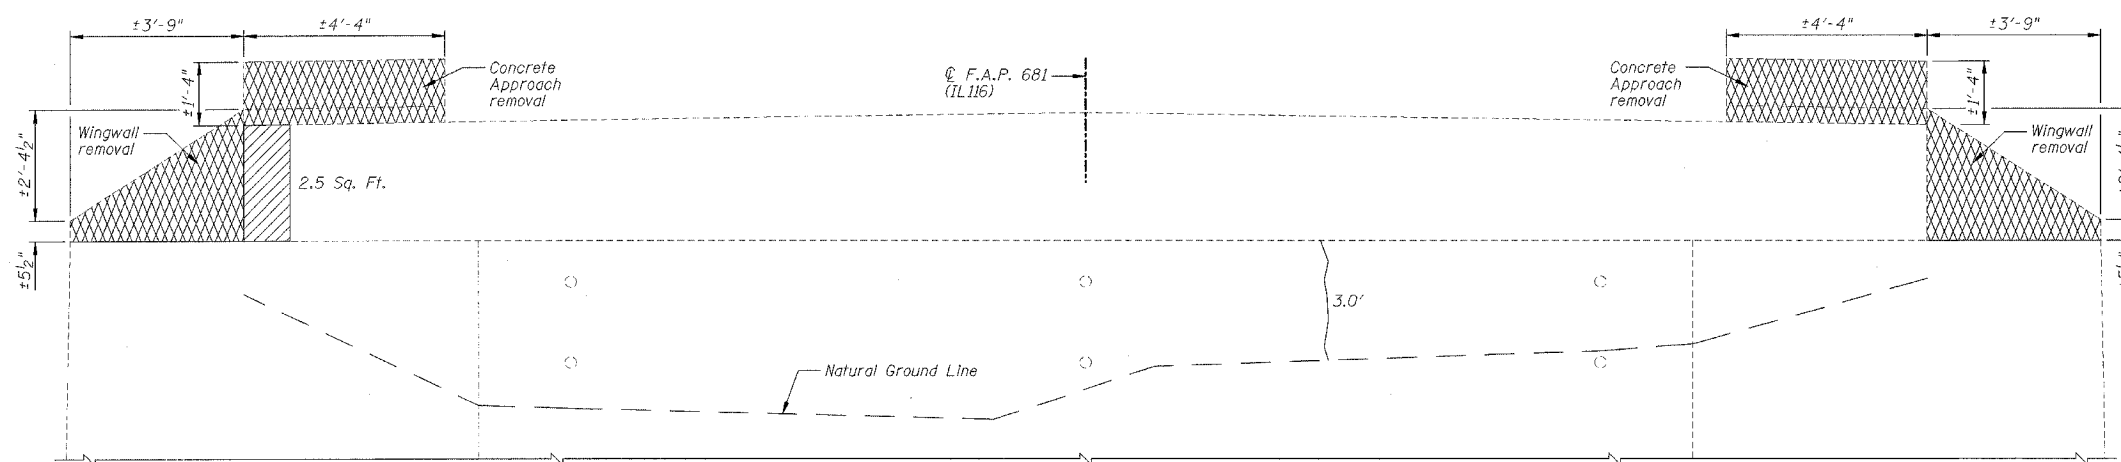 ±3'-9"
±4'-4"
±4'-4"
±3'-9"
±1'-4"
Concrete
Approach
removal
℄ F.A.P. 681
(IL116)
Concrete
Approach
removal
±1'-4"
Wingwall
removal
±2'-4½"
2.5 Sq. Ft.
Wingwall
removal
±5½"
3.0'
Natural Ground Line